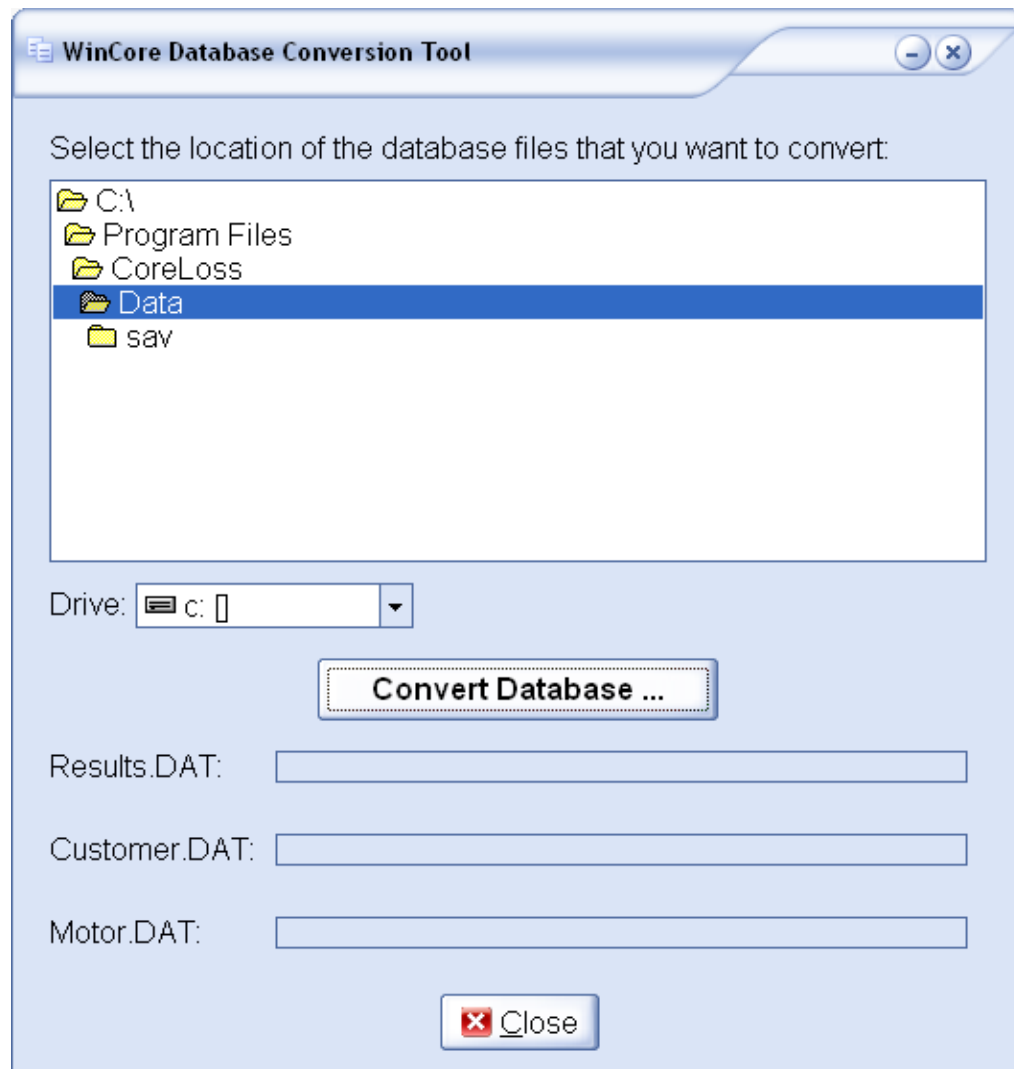 WinCore Database Conversion Tool
Select the location of the database files that you want to convert:
C:\
Program Files
CoreLoss
Data
sav
Drive: c: []
Convert Database ...
Results.DAT:
Customer.DAT:
Motor.DAT:
Close